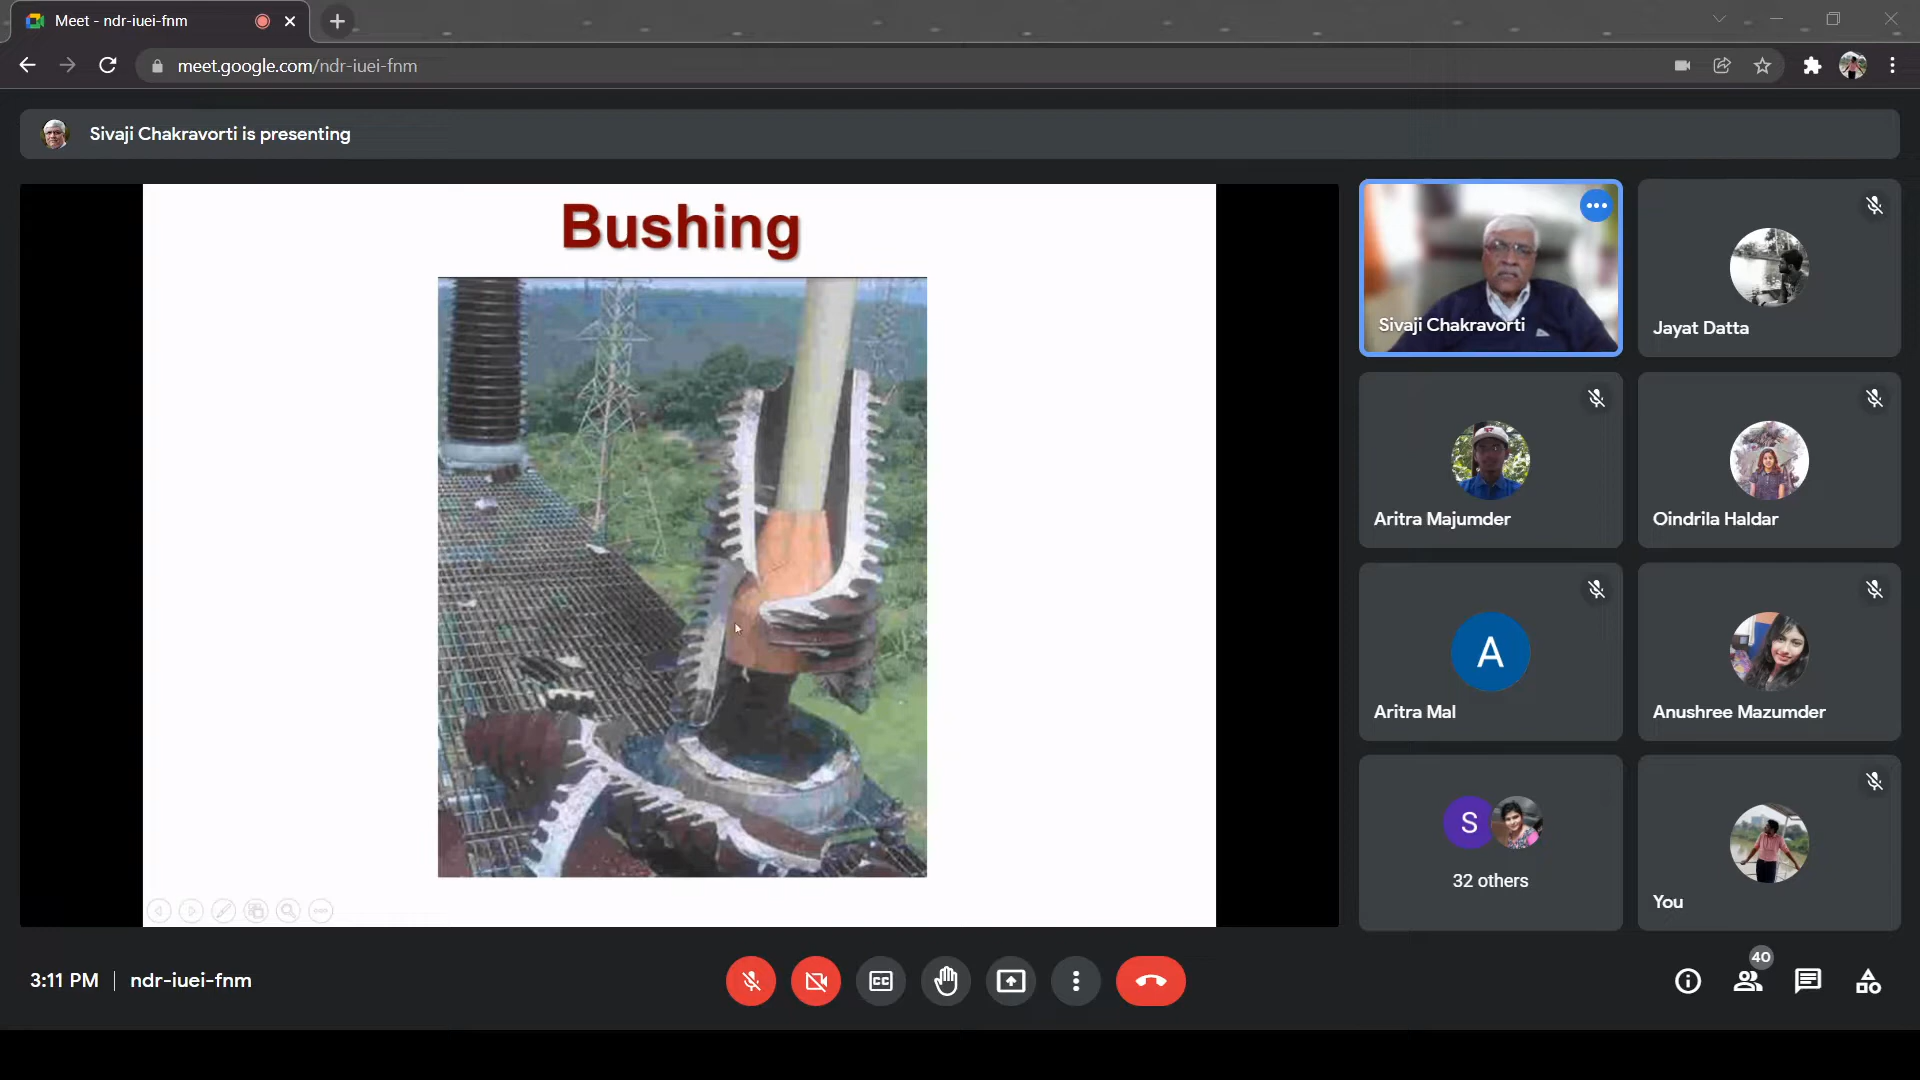 Meet - ndr-iuei-fnm
meet.google.com/ndr-iuei-fnm
Sivaji Chakravorti is presenting
Bushing
Sivaji Chakravorti
Jayat Datta
Aritra Majumder
Oindrila Haldar
A
Aritra Mal
Anushree Mazumder
S
32 others
You
3:11 PM
ndr-iuei-fnm
CC
40